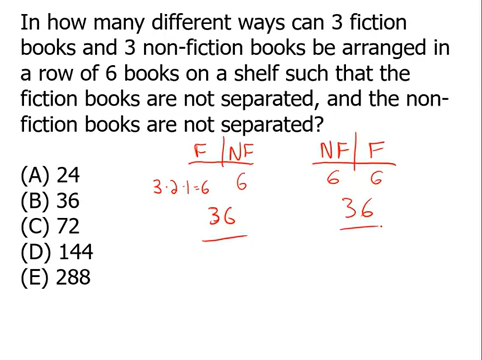 In how many different ways can 3 fiction
books and 3 non-fiction books be arranged in
a row of 6 books on a shelf such that the
fiction books are not separated, and the non-
fiction books are not separated?
F | NF
NF | F
(A) 24
3·2·1=6 6
6 6
(B) 36
36
36
(C) 72
(D) 144
(E) 288